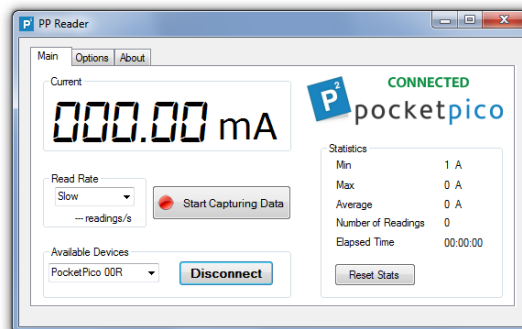 P² PP Reader
Main Options About
Current
000.00 mA
Read Rate
Slow
--- readings/s
Start Capturing Data
Available Devices
PocketPico 00R
Disconnect
CONNECTED
P² pocketpico
Statistics
Min 1 A
Max 0 A
Average 0 A
Number of Readings 0
Elapsed Time 00:00:00
Reset Stats